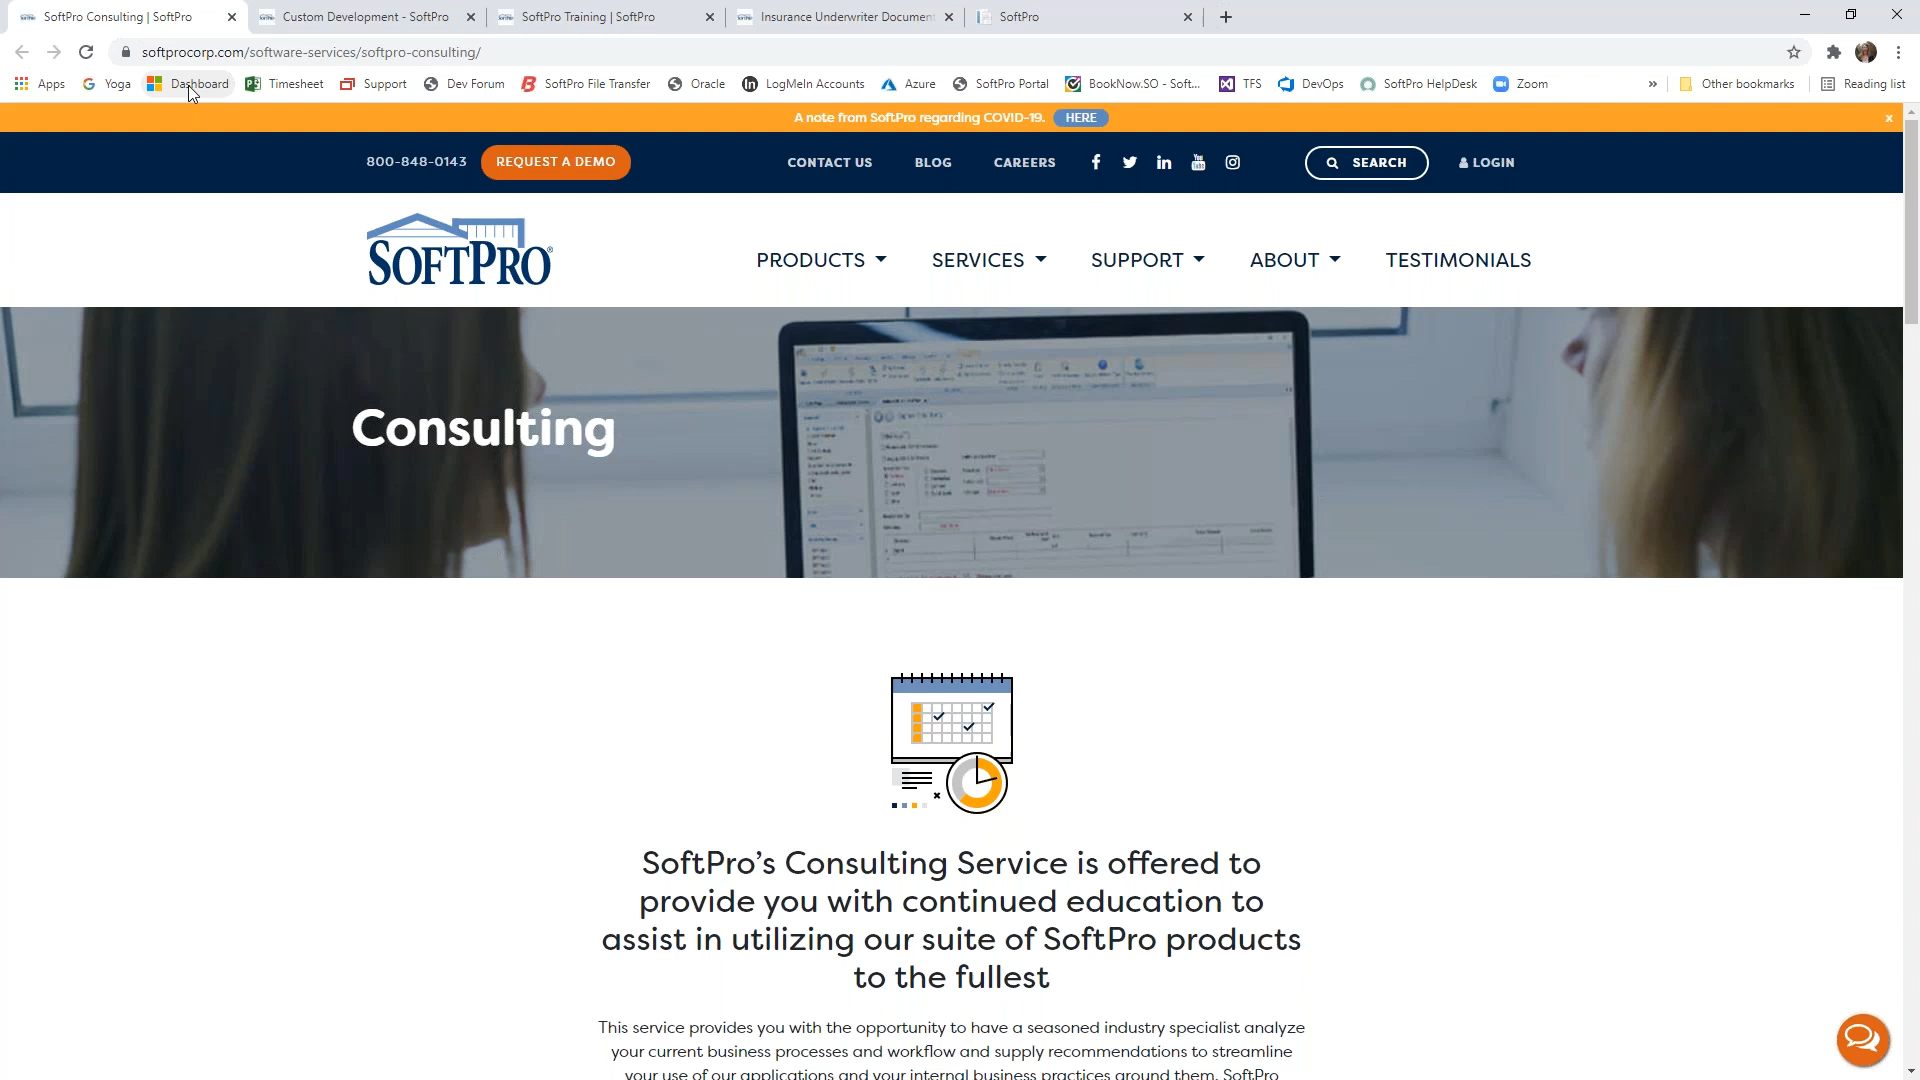 SoftPro Consulting | SoftPro
Custom Development - SoftPro
SoftPro Training | SoftPro
Insurance Underwriter Document
SoftPro
softprocorp.com/software-services/softpro-consulting/
Apps
Yoga
Dashboard
Timesheet
Support
Dev Forum
SoftPro File Transfer
Oracle
LogMeIn Accounts
Azure
SoftPro Portal
BookNow.SO - Soft...
TFS
DevOps
SoftPro HelpDesk
Zoom
»
Other bookmarks
Reading list
A note from SoftPro regarding COVID-19. HERE
x
800-848-0143
REQUEST A DEMO
CONTACT US
BLOG
CAREERS
SEARCH
LOGIN
SOFTPRO®
PRODUCTS
SERVICES
SUPPORT
ABOUT
TESTIMONIALS
Consulting
SoftPro’s Consulting Service is offered to
provide you with continued education to
assist in utilizing our suite of SoftPro products
to the fullest
This service provides you with the opportunity to have a seasoned industry specialist analyze
your current business processes and workflow and supply recommendations to streamline
your use of our applications and your internal business practices around them. SoftPro